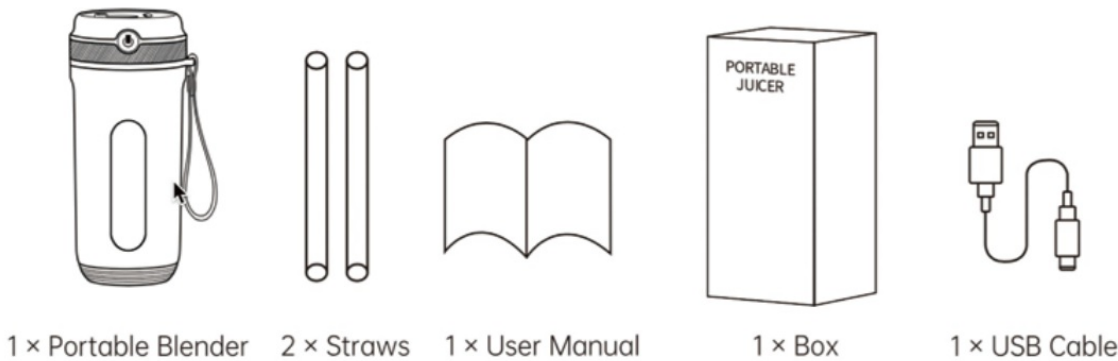 PORTABLE
JUICER
1 × Portable Blender
2 × Straws
1 × User Manual
1 × Box
1 × USB Cable